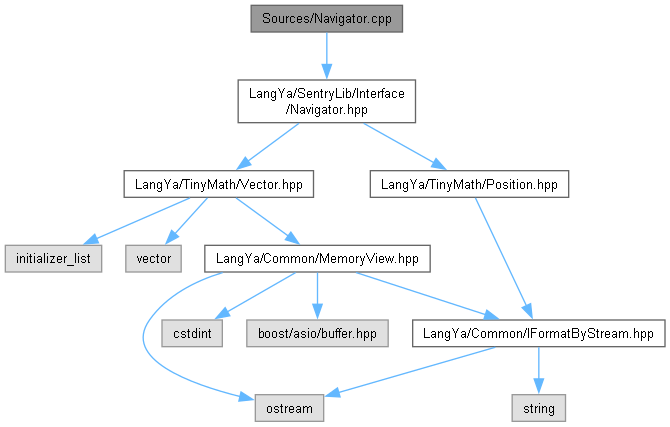 Sources/Navigator.cpp
LangYa/SentryLib/Interface
/Navigator.hpp
LangYa/TinyMath/Vector.hpp
LangYa/TinyMath/Position.hpp
initializer_list
vector
LangYa/Common/MemoryView.hpp
cstdint
boost/asio/buffer.hpp
LangYa/Common/IFormatByStream.hpp
ostream
string